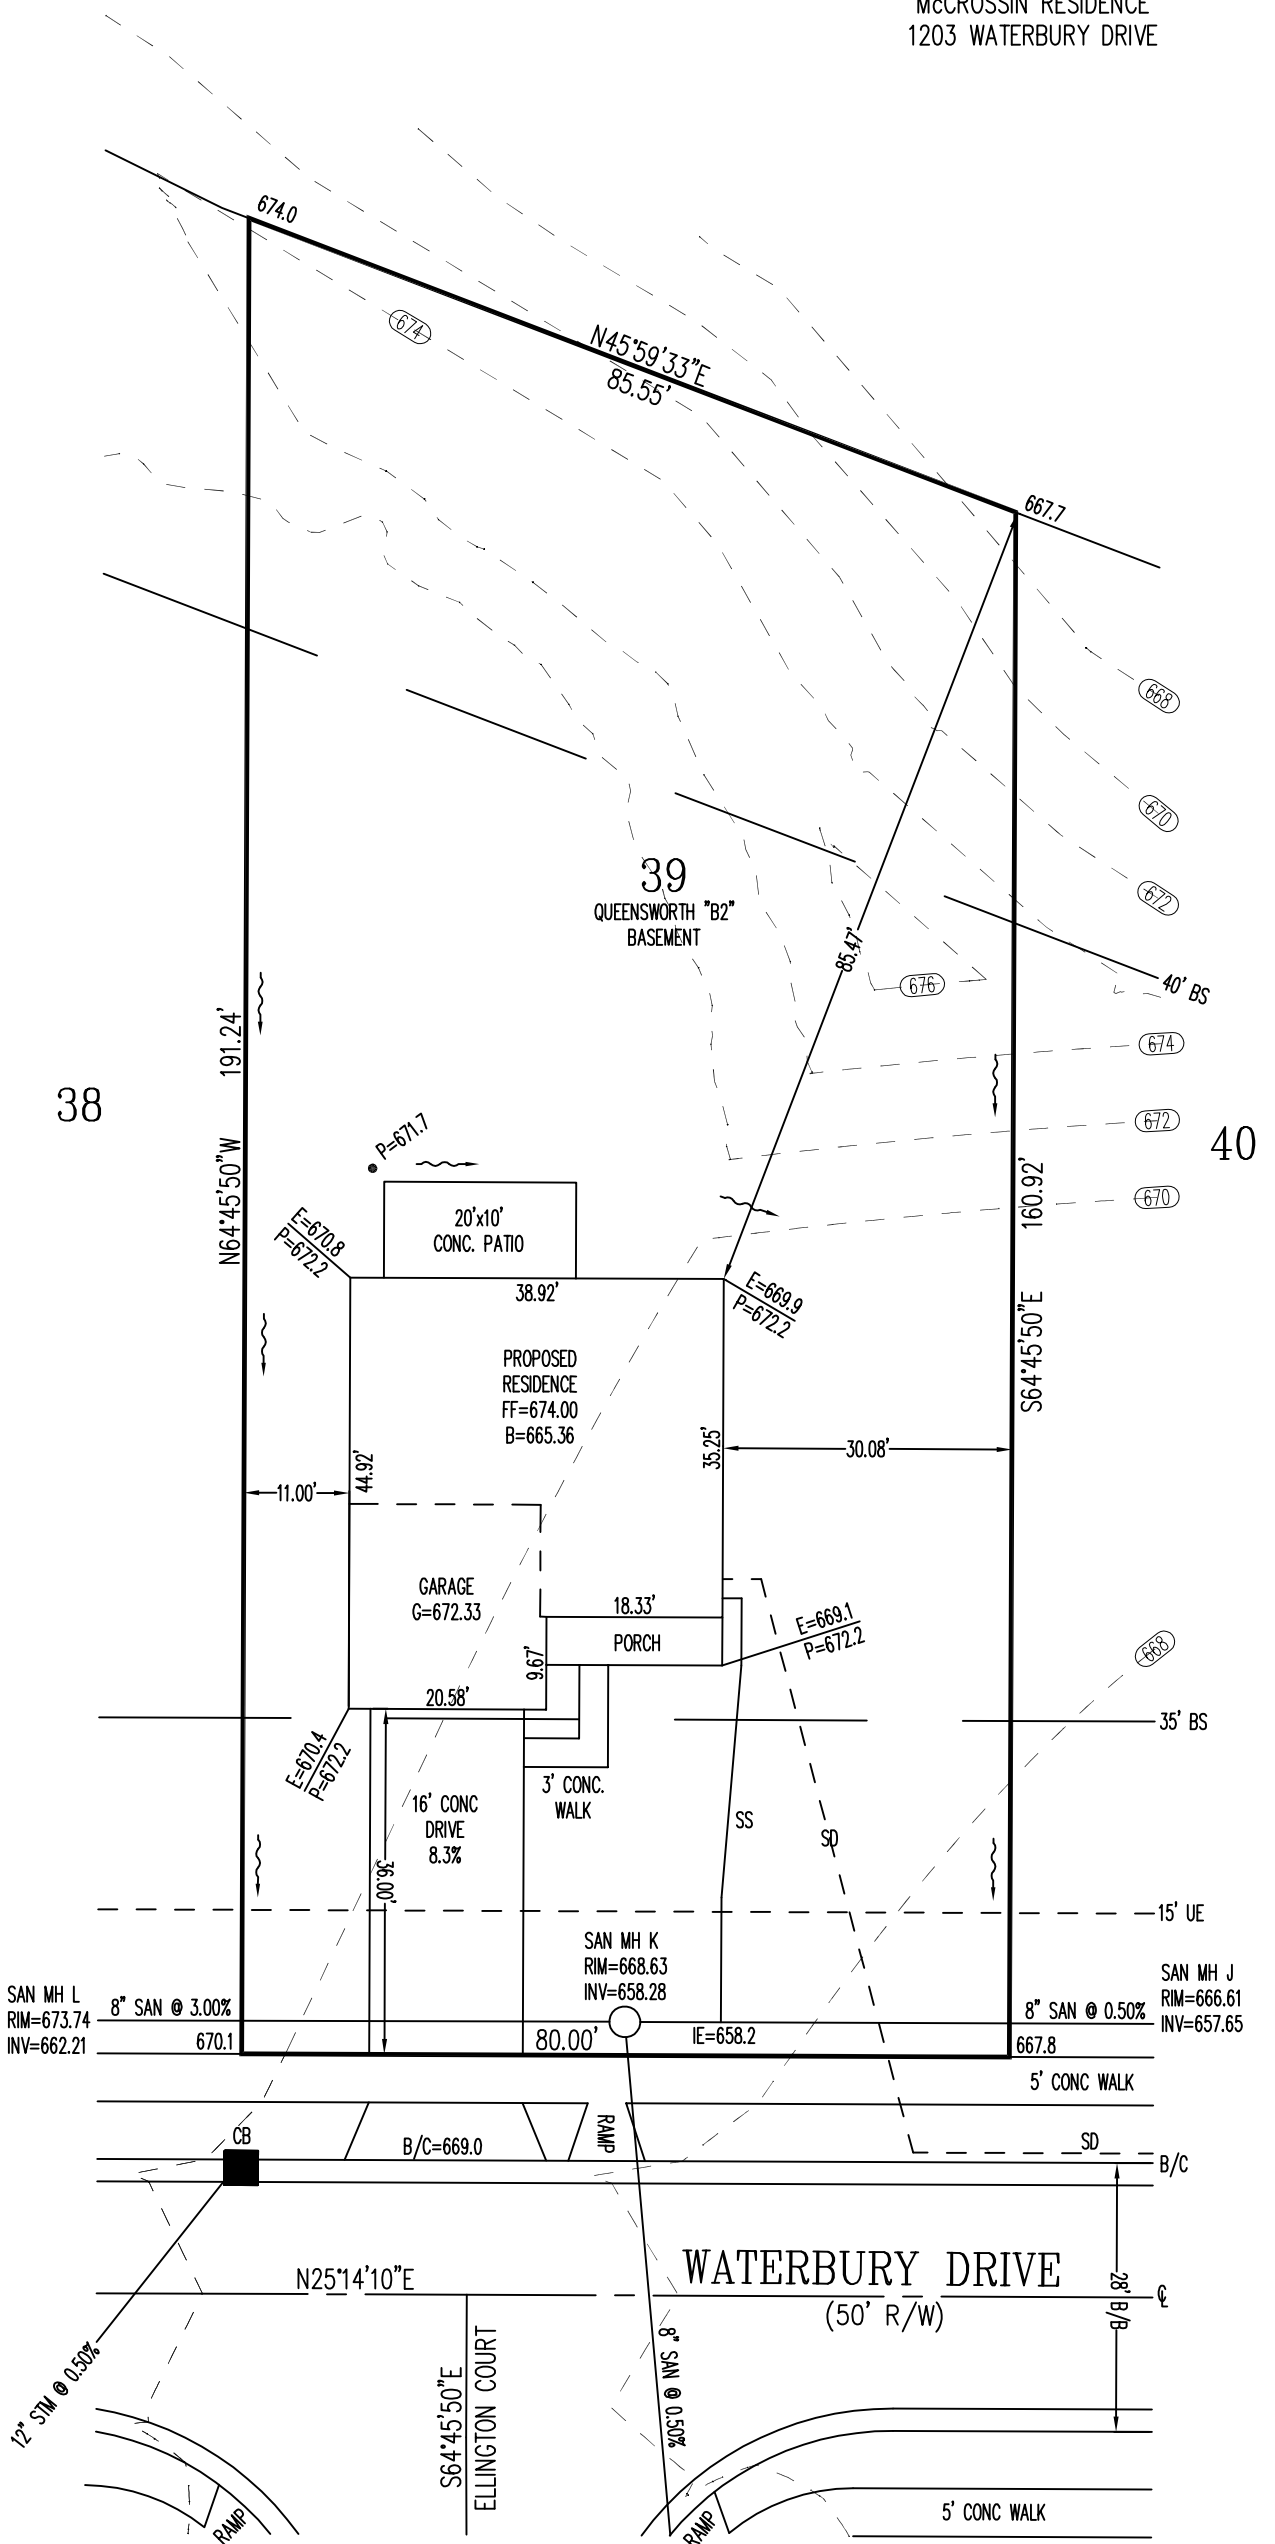 McCROSSIN RESIDENCE
1203 WATERBURY DRIVE
674.0
674
N45°59'33"E
85.55'
667.7
668
670
672
39
QUEENSWORTH "B2"
BASEMENT
85.47'
676
40' BS
674
191.24'
N64°45'50"W
38
672
40
P=671.7
160.92'
S64°45'50"E
670
20'x10'
CONC. PATIO
E=670.8
P=672.2
38.92'
E=669.9
P=672.2
PROPOSED
RESIDENCE
FF=674.00
B=665.36
44.92'
35.25'
30.08'
11.00'
GARAGE
G=672.33
18.33'
PORCH
E=669.1
P=672.2
9.67'
668
20.58'
35' BS
E=670.4
P=672.2
3' CONC.
WALK
16' CONC
DRIVE
8.3%
SS
SD
36.00'
15' UE
SAN MH K
RIM=668.63
INV=658.28
SAN MH L
RIM=673.74
INV=662.21
8" SAN @ 3.00%
SAN MH J
RIM=666.61
INV=657.65
8" SAN @ 0.50%
670.1
80.00'
IE=658.2
667.8
5' CONC WALK
CB
B/C=669.0
RAMP
SD
B/C
N25°14'10"E
WATERBURY DRIVE
(50' R/W)
28' B/B
CL
12" STM @ 0.50%
S64°45'50"E
ELLINGTON COURT
8" SAN @ 0.50%
RAMP
RAMP
5' CONC WALK